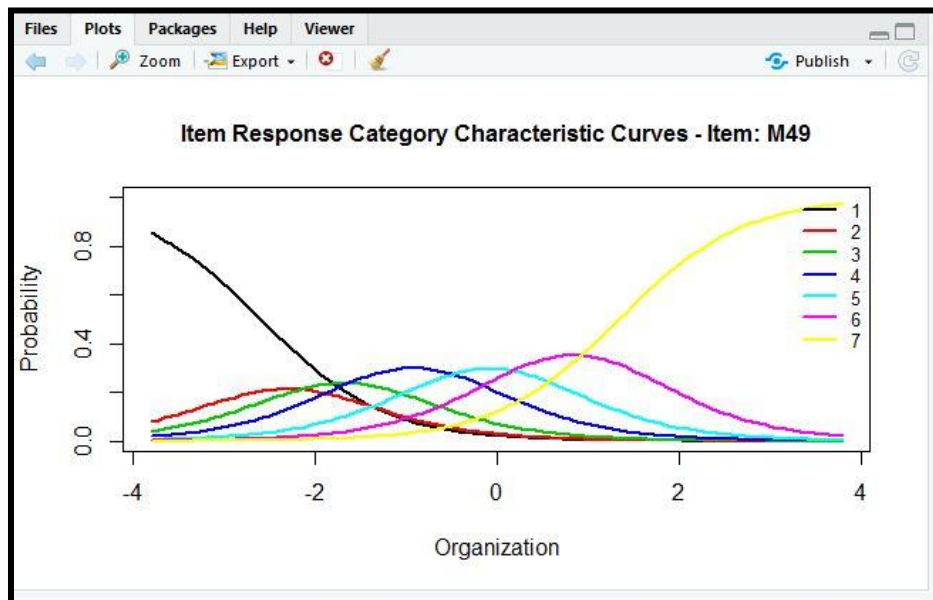 Files Plots Packages Help Viewer
Zoom Export Publish
Item Response Category Characteristic Curves - Item: M49
1
2
3
4
5
6
7
0.8
0.4
0.0
Probability
-4 -2 0 2 4
Organization